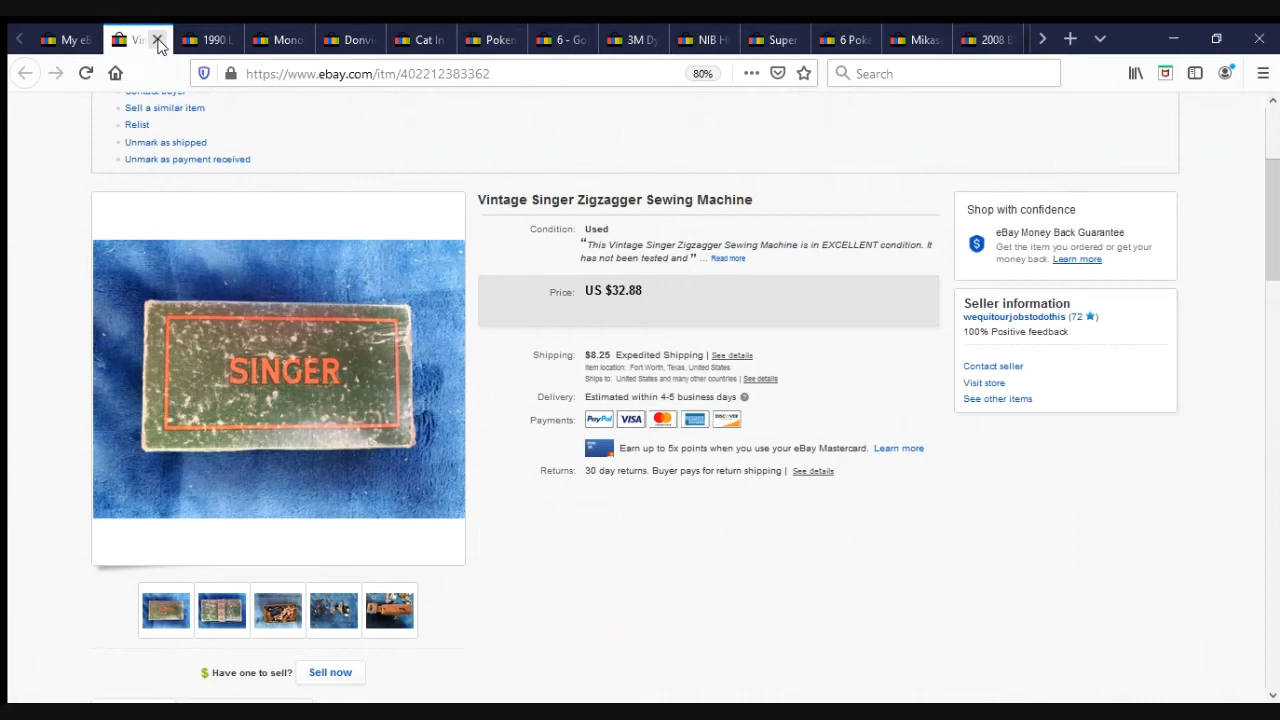 My eB
Vin
1990 L
Mono
Donvi
Cat In
Poken
6 - Go
3M Dy
NIB H
Super
6 Pike
Mikas
2008 B
https://www.ebay.com/itm/402212383362
80%
Search
Contact buyer
Sell a similar item
Relist
Unmark as shipped
Unmark as payment received
SINGER
Vintage Singer Zigzagger Sewing Machine
Condition: Used
“This Vintage Singer Zigzagger Sewing Machine is in EXCELLENT condition. It
has not been tested and ” ... Read more
Price: US $32.88
Shipping: $8.25 Expedited Shipping | See details
Item location: Fort Worth, Texas, United States
Ships to: United States and many other countries | See details
Delivery: Estimated within 4-5 business days
Payments: PayPal VISA MasterCard AMERICAN EXPRESS DISCOVER
Earn up to 5x points when you use your eBay Mastercard. Learn more
Returns: 30 day returns. Buyer pays for return shipping | See details
Shop with confidence
eBay Money Back Guarantee
Get the item you ordered or get your
money back. Learn more
Seller information
wequitourjobstodothis (72)
100% Positive feedback
Contact seller
Visit store
See other items
Have one to sell? Sell now